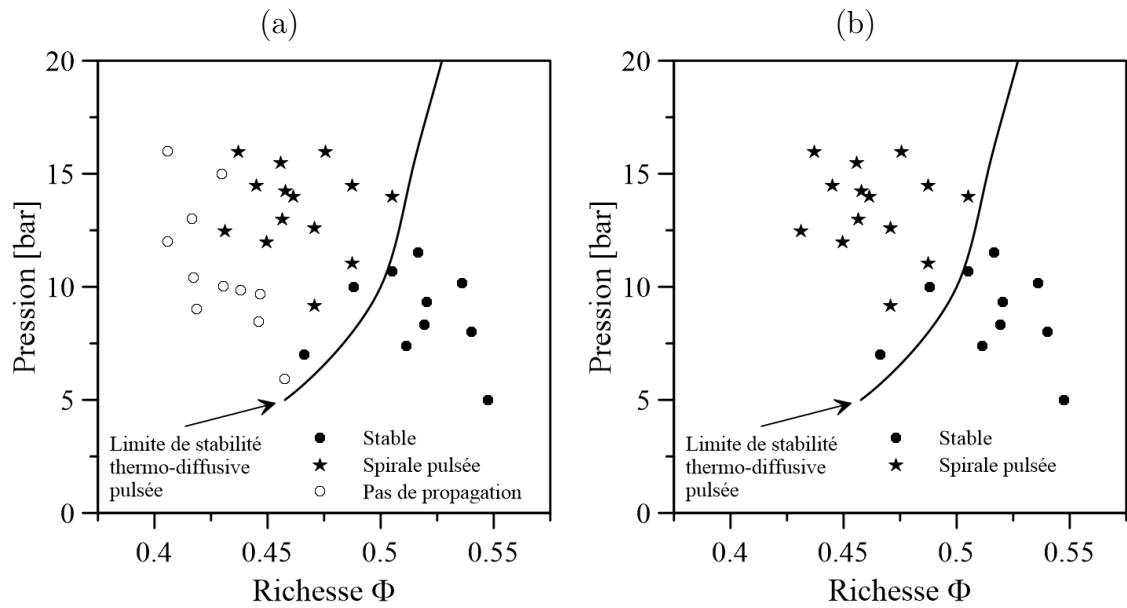 (a)
20
15
10
5
0
Pression [bar]
Limite de stabilité
thermo-diffusive
pulsée
Stable
Spirale pulsée
Pas de propagation
0.4 0.45 0.5 0.55
Richesse Φ
(b)
20
15
10
5
0
Pression [bar]
Limite de stabilité
thermo-diffusive
pulsée
Stable
Spirale pulsée
0.4 0.45 0.5 0.55
Richesse Φ